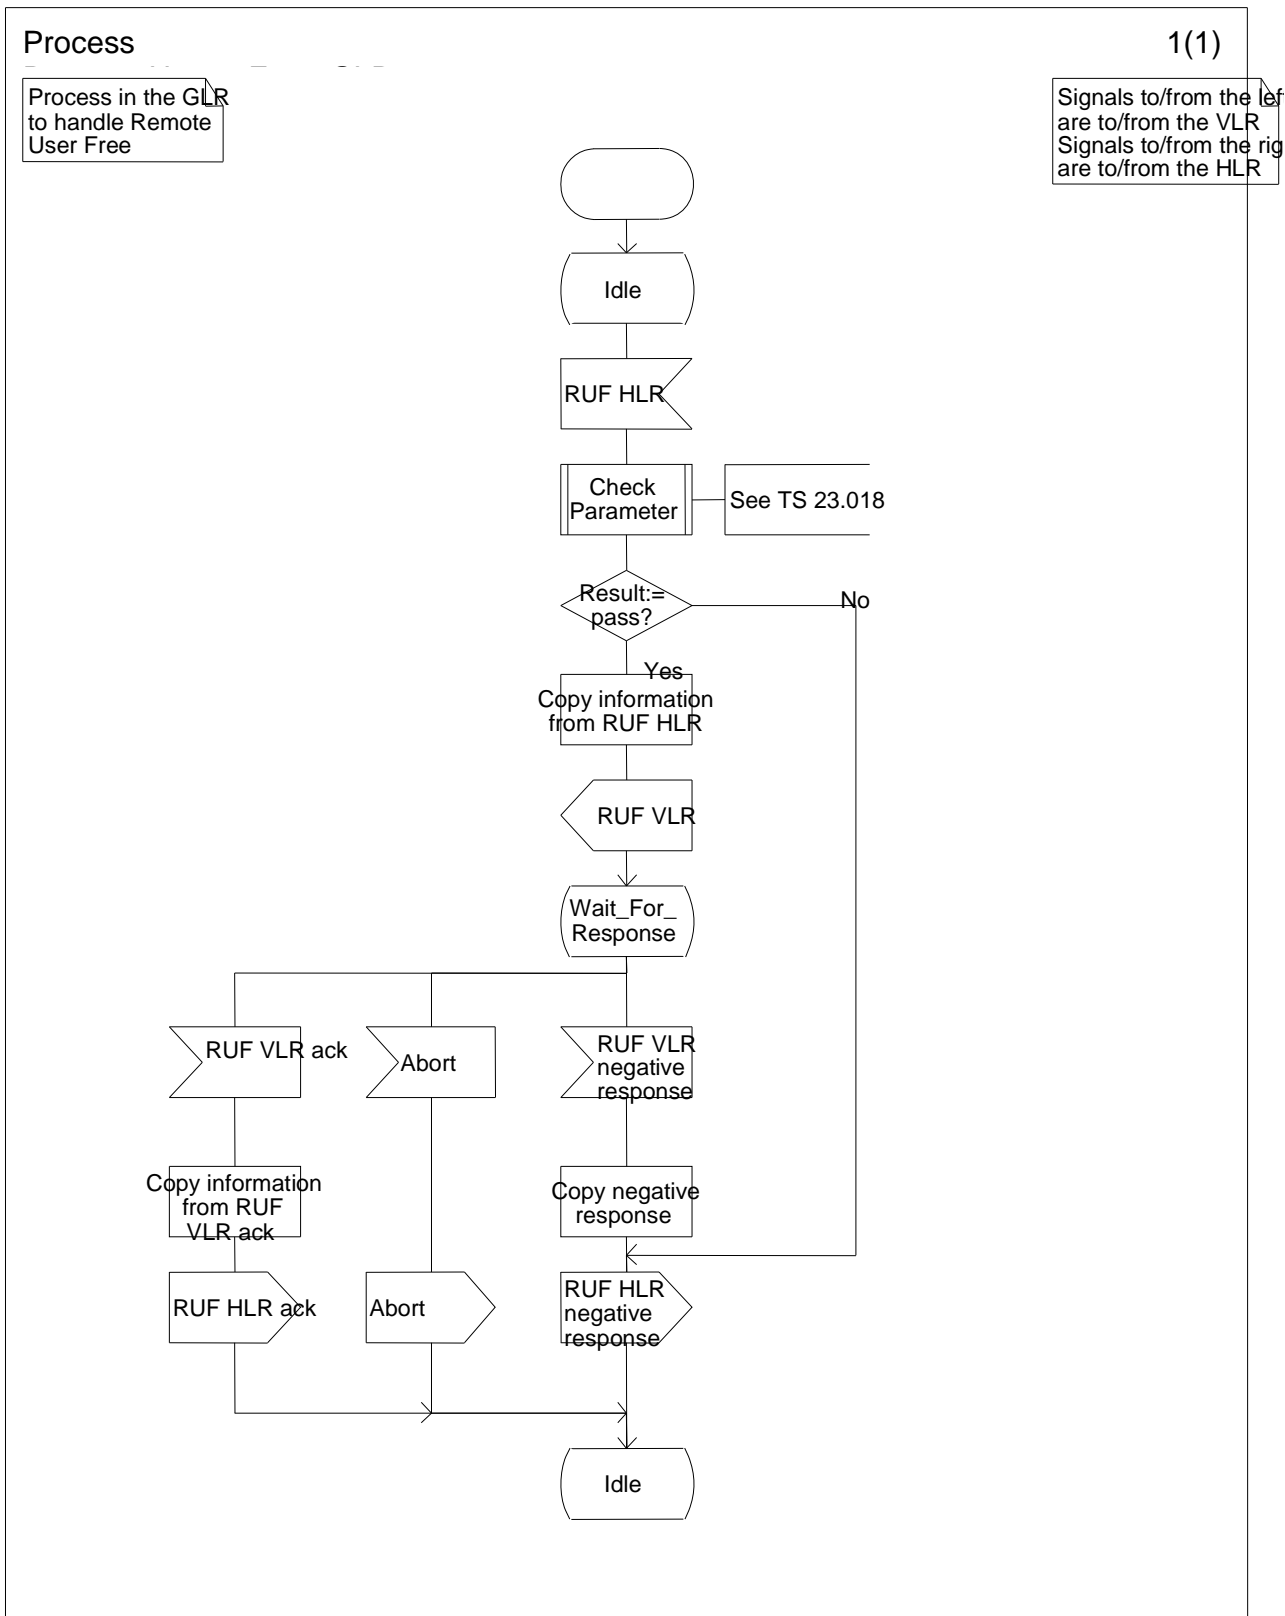 Process
1(1)
Process in the GLR
to handle Remote
User Free
Signals to/from the left
are to/from the VLR
Signals to/from the
are to/from the HLR
Idle
RUF HLR
Check
Parameter
See TS 23.018
Result:=
pass?
No
Yes
Copy information
from RUF HLR
RUF VLR
Wait_For_
Response
RUF VLR ack
Abort
RUF VLR
negative
response
Copy information
from RUF
VLR ack
Copy negative
response
RUF HLR ack
Abort
RUF HLR
negative
response
Idle